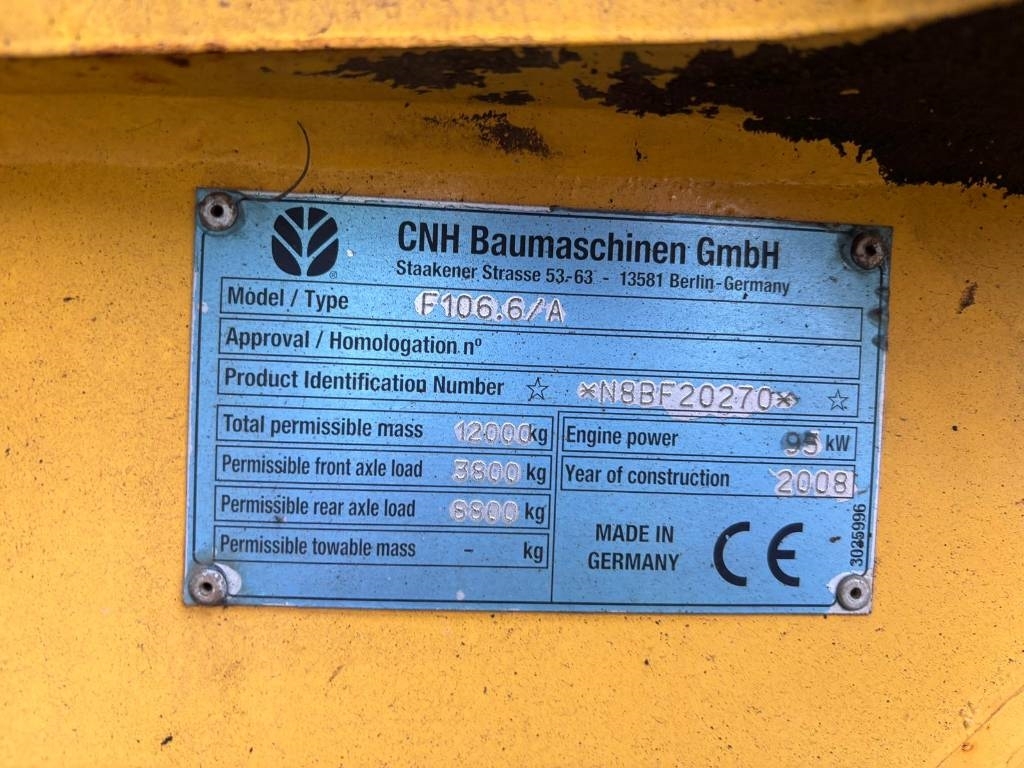 CNH Baumaschinen GmbH
Staakener Strasse 53-63 - 13581 Berlin-Germany
Model / Type F106.6/A
Approval / Homologation nº
Product Identification Number ☆ *N8BF20270* ☆
Total permissible mass 12000 kg
Engine power 95 kW
Permissible front axle load 3800 kg
Year of construction 2008
Permissible rear axle load kg
Permissible towable mass - kg
MADE IN
GERMANY
CE
3035996
®